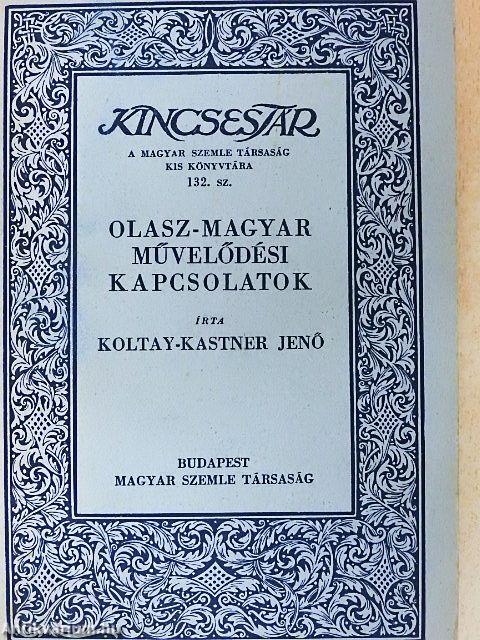 KINCSESTÁR
A MAGYAR SZEMLE TÁRSASÁG
KIS KÖNYVTÁRA
132. SZ.
OLASZ-MAGYAR
MŰVELŐDÉSI
KAPCSOLATOK
ÍRTA
KOLTAY-KASTNER JENŐ
BUDAPEST
MAGYAR SZEMLE TÁRSASÁG